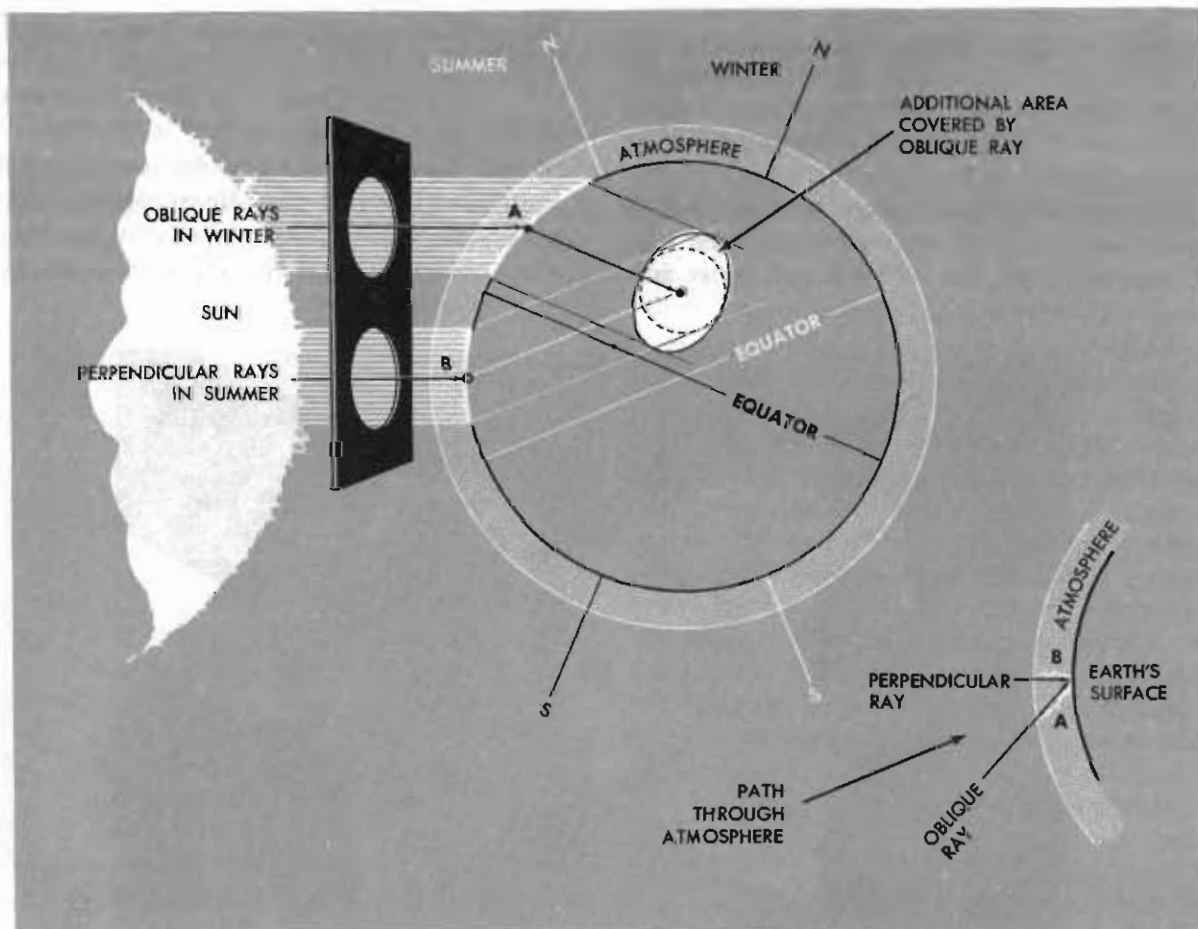 SUMMER
N
WINTER
N
ADDITIONAL AREA
COVERED BY
OBLIQUE RAY
ATMOSPHERE
OBLIQUE RAYS
IN WINTER
A
SUN
PERPENDICULAR RAYS
IN SUMMER
B
EQUATOR
EQUATOR
S
S
ATMOSPHERE
B
PERPENDICULAR
RAY
EARTH'S
SURFACE
A
PATH
THROUGH
ATMOSPHERE
OBLIQUE
RAY